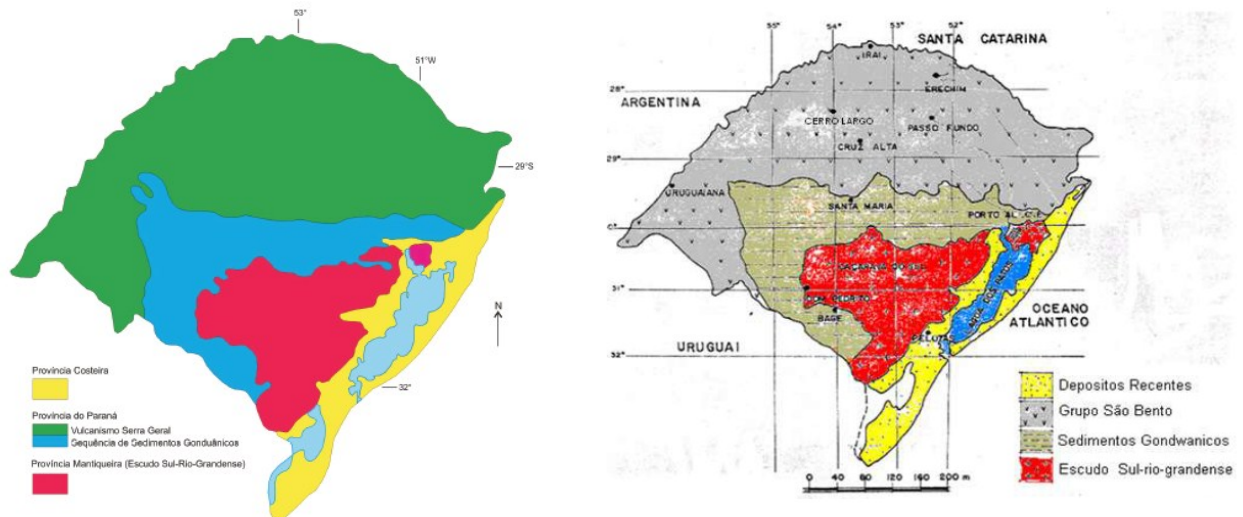 53°
51°W
29°S
N
32°
Província Costeira
Província do Paraná
Vulcanismo Serra Geral
Sequência de Sedimentos Gonduânicos
Província Mantiqueira (Escudo Sul-Rio-Grandense)
55°
54°
53°
52°
SANTA CATARINA
IRAI
ERECHIM
28°
ARGENTINA
CERRO LARGO
PASSO FUNDO
CRUZ ALTA
29°
URUGUAIANA
SANTA MARIA
PORTO
31°
BAGE
OCEANO
ATLANTICO
URUGUAI
32°
Depositos Recentes
Grupo São Bento
Sedimentos Gondwanicos
Escudo Sul-rio-grandense
0 40 80 120 160 200 m